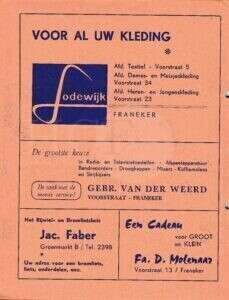 VOOR AL UW KLEDING
Lodewijk
Afd. Textiel - Voorstraat 5
Afd. Dames- en Meisjeskleding
Voorstraat 34
Afd. Heren- en Jongenskleding
Voorstraat 23
FRANEKER
De grootste keuze
in Radio- en Televisietoestellen -
Bandrecorders - Droogkappen - Mixers - Koffiemolens
en Strijkijzers
De zaak met de
service!
GEBR. VAN DER WEERD
VOORSTRAAT - FRANEKER
Het Rijwiel- en Bromfietshuis
Jac. Faber
Groenmarkt 8 / Tel. 2398
Uw adres voor een bromfiets,
fiets, onderdelen, enz.
Een Cadeau
voor GROOT
en KLEIN
Fa. D. Molenaar
Voorstraat 13 / Franeker